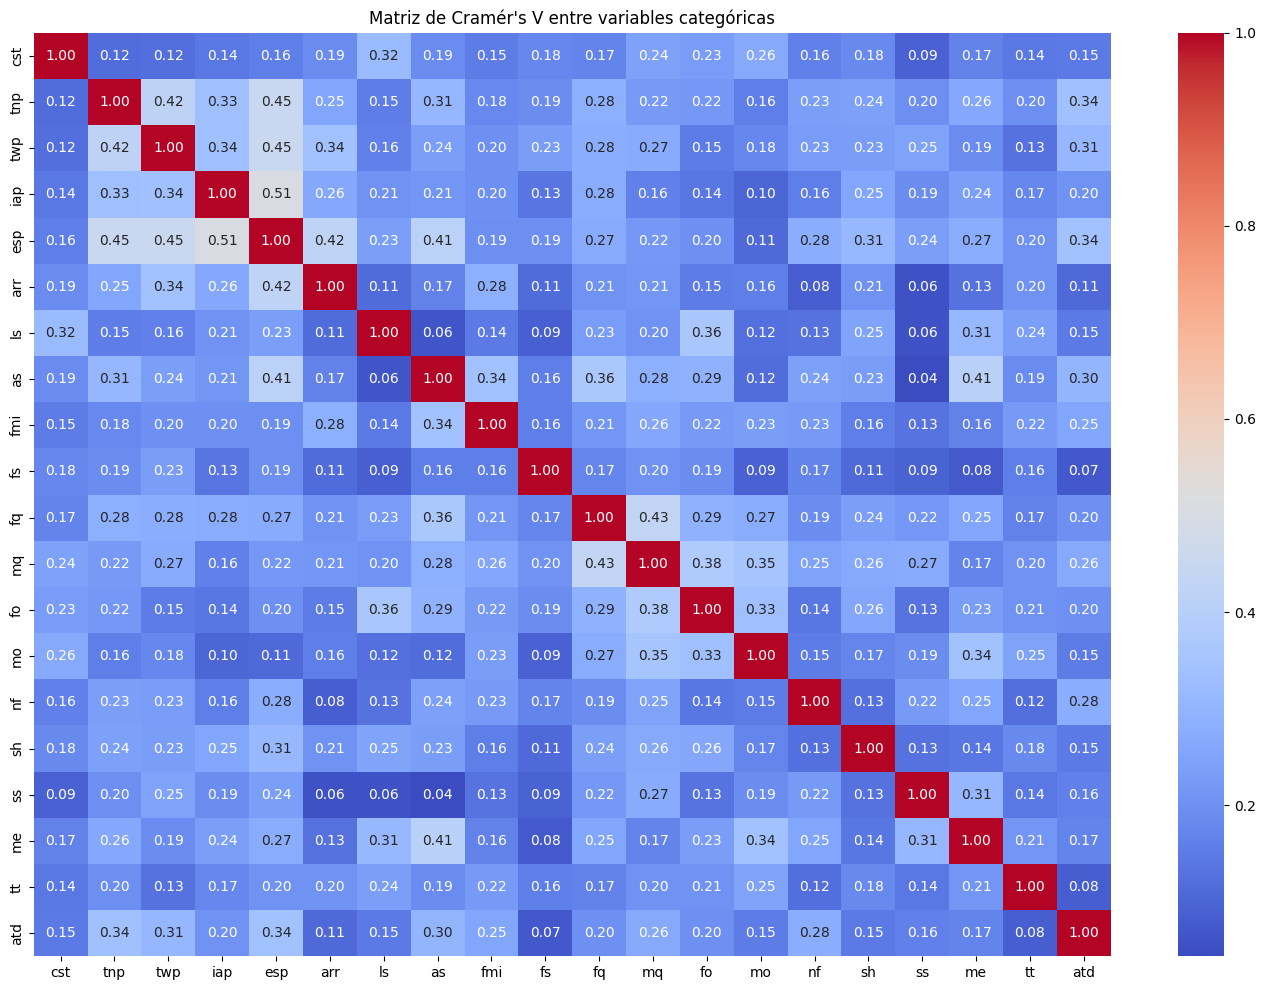 Matriz de Cramér's V entre variables categóricas
cst 1.00 0.12 0.12 0.14 0.16 0.19 0.32 0.19 0.15 0.18 0.17 0.24 0.23 0.26 0.16 0.18 0.09 0.17 0.14 0.15
tnp 0.12 1.00 0.42 0.33 0.45 0.25 0.15 0.31 0.18 0.19 0.28 0.22 0.22 0.16 0.23 0.24 0.20 0.26 0.20 0.34
twp 0.12 0.42 1.00 0.34 0.45 0.34 0.16 0.24 0.20 0.23 0.28 0.27 0.15 0.18 0.23 0.23 0.25 0.19 0.13 0.31
iap 0.14 0.33 0.34 1.00 0.51 0.26 0.21 0.21 0.20 0.13 0.28 0.16 0.14 0.10 0.16 0.25 0.19 0.24 0.17 0.20
esp 0.16 0.45 0.45 0.51 1.00 0.42 0.23 0.41 0.19 0.19 0.27 0.22 0.20 0.11 0.28 0.31 0.24 0.27 0.20 0.34
arr 0.19 0.25 0.34 0.26 0.42 1.00 0.11 0.17 0.28 0.11 0.21 0.21 0.15 0.16 0.08 0.21 0.06 0.13 0.20 0.11
ls 0.32 0.15 0.16 0.21 0.23 0.11 1.00 0.06 0.14 0.09 0.23 0.20 0.36 0.12 0.13 0.25 0.06 0.31 0.24 0.15
as 0.19 0.31 0.24 0.21 0.41 0.17 0.06 1.00 0.34 0.16 0.36 0.28 0.29 0.12 0.24 0.23 0.04 0.41 0.19 0.30
fmi 0.15 0.18 0.20 0.20 0.19 0.28 0.14 0.34 1.00 0.16 0.21 0.26 0.22 0.23 0.23 0.16 0.13 0.16 0.22 0.25
fs 0.18 0.19 0.23 0.13 0.19 0.11 0.09 0.16 0.16 1.00 0.17 0.20 0.19 0.09 0.17 0.11 0.09 0.08 0.16 0.07
fq 0.17 0.28 0.28 0.28 0.27 0.21 0.23 0.36 0.21 0.17 1.00 0.43 0.29 0.27 0.19 0.24 0.22 0.25 0.17 0.20
mq 0.24 0.22 0.27 0.16 0.22 0.21 0.20 0.28 0.26 0.20 0.43 1.00 0.38 0.35 0.25 0.26 0.27 0.17 0.20 0.26
fo 0.23 0.22 0.15 0.14 0.20 0.15 0.36 0.29 0.22 0.19 0.29 0.38 1.00 0.33 0.14 0.26 0.13 0.23 0.21 0.20
mo 0.26 0.16 0.18 0.10 0.11 0.16 0.12 0.12 0.23 0.09 0.27 0.35 0.33 1.00 0.15 0.17 0.19 0.34 0.25 0.15
nf 0.16 0.23 0.23 0.16 0.28 0.08 0.13 0.24 0.23 0.17 0.19 0.25 0.14 0.15 1.00 0.13 0.22 0.25 0.12 0.28
sh 0.18 0.24 0.23 0.25 0.31 0.21 0.25 0.23 0.16 0.11 0.24 0.26 0.26 0.17 0.13 1.00 0.13 0.14 0.18 0.15
ss 0.09 0.20 0.25 0.19 0.24 0.06 0.06 0.04 0.13 0.09 0.22 0.27 0.13 0.19 0.22 0.13 1.00 0.31 0.14 0.16
me 0.17 0.26 0.19 0.24 0.27 0.13 0.31 0.41 0.16 0.08 0.25 0.17 0.23 0.34 0.25 0.14 0.31 1.00 0.21 0.17
tt 0.14 0.20 0.13 0.17 0.20 0.20 0.24 0.19 0.22 0.16 0.17 0.20 0.21 0.25 0.12 0.18 0.14 0.21 1.00 0.08
atd 0.15 0.34 0.31 0.20 0.34 0.11 0.15 0.30 0.25 0.07 0.20 0.26 0.20 0.15 0.28 0.15 0.16 0.17 0.08 1.00
cst tnp twp iap esp arr ls as fmi fs fq mq fo mo nf sh ss me tt atd
1.0
0.8
0.6
0.4
0.2